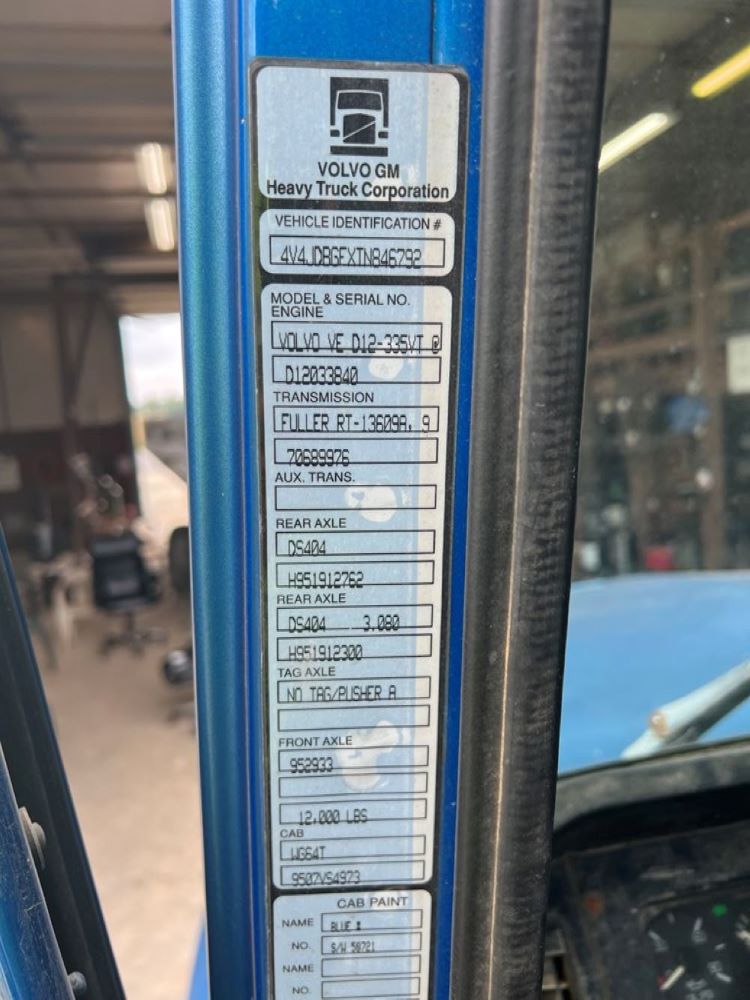 VOLVO GM
Heavy Truck Corporation
VEHICLE IDENTIFICATION #
4V4JDBGFXTN846792
MODEL & SERIAL NO.
ENGINE
VOLVO VE D12-335VT @
D12033840
TRANSMISSION
FULLER RT-13609A, 9
70689976
AUX. TRANS.
REAR AXLE
DS404
H951912762
REAR AXLE
DS404 3.080
H951912300
TAG AXLE
NO TAG/PUSHER A
FRONT AXLE
952933
12,000 LBS
CAB
WG64T
9507VS4973
CAB PAINT
NAME BLUE
NO. S/W 58721
NAME
NO.